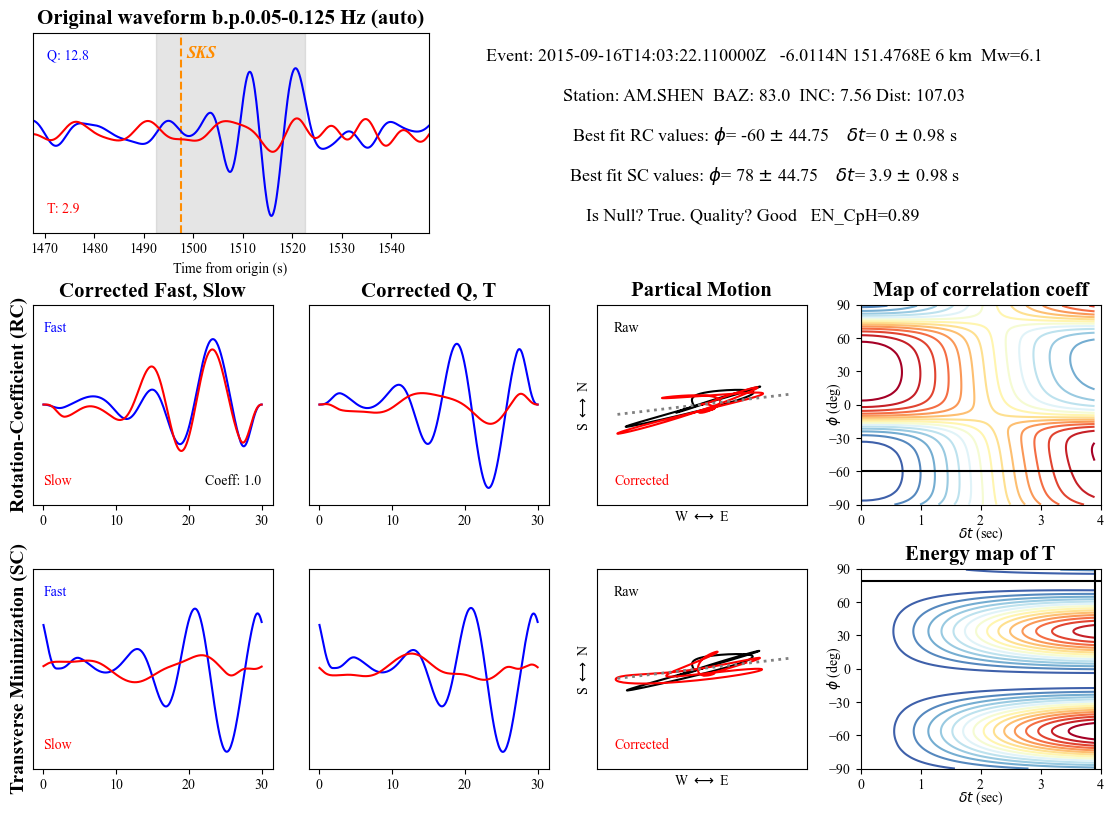 Original waveform b.p.0.05-0.125 Hz (auto)
Q: 12.8
SKS
T: 2.9
1470 1480 1490 1500 1510 1520 1530 1540
Time from origin (s)
Event: 2015-09-16T14:03:22.110000Z -6.0114N 151.4768E 6 km Mw=6.1
Station: AM.SHEN BAZ: 83.0 INC: 7.56 Dist: 107.03
Best fit RC values: ϕ= -60 ± 44.75 δt= 0 ± 0.98 s
Best fit SC values: ϕ= 78 ± 44.75 δt= 3.9 ± 0.98 s
Is Null? True. Quality? Good EN_CpH=0.89
Rotation-Coefficient (RC)
Corrected Fast, Slow
Fast
Slow
Coeff: 1.0
0 10 20 30
Corrected Q, T
0 10 20 30
Partical Motion
Raw
Corrected
S ⟷ N
W ⟷ E
Map of correlation coeff
90
60
30
0
−30
−60
−90
ϕ (deg)
0 1 2 3 4
δt (sec)
Transverse Minimization (SC)
Fast
Slow
0 10 20 30
0 10 20 30
Raw
Corrected
S ⟷ N
W ⟷ E
Energy map of T
90
60
30
0
−30
−60
−90
ϕ (deg)
0 1 2 3 4
δt (sec)